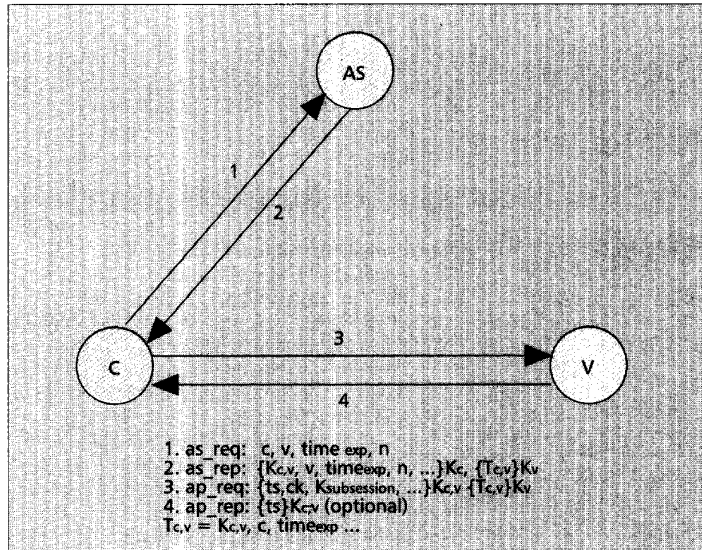 AS
1
2
C
3
V
4
1. as_req: c, v, time exp, n
2. as_rep: {Kc,v, v, timeexp, n, ...}Kc, {Tc,v}Kv
3. ap_req: {ts,ck, Ksubsession, ...}Kc,v {Tc,v}Kv
4. ap_rep: {ts}Kc,v (optional)
Tc,v = Kc,v, c, timeexp ...